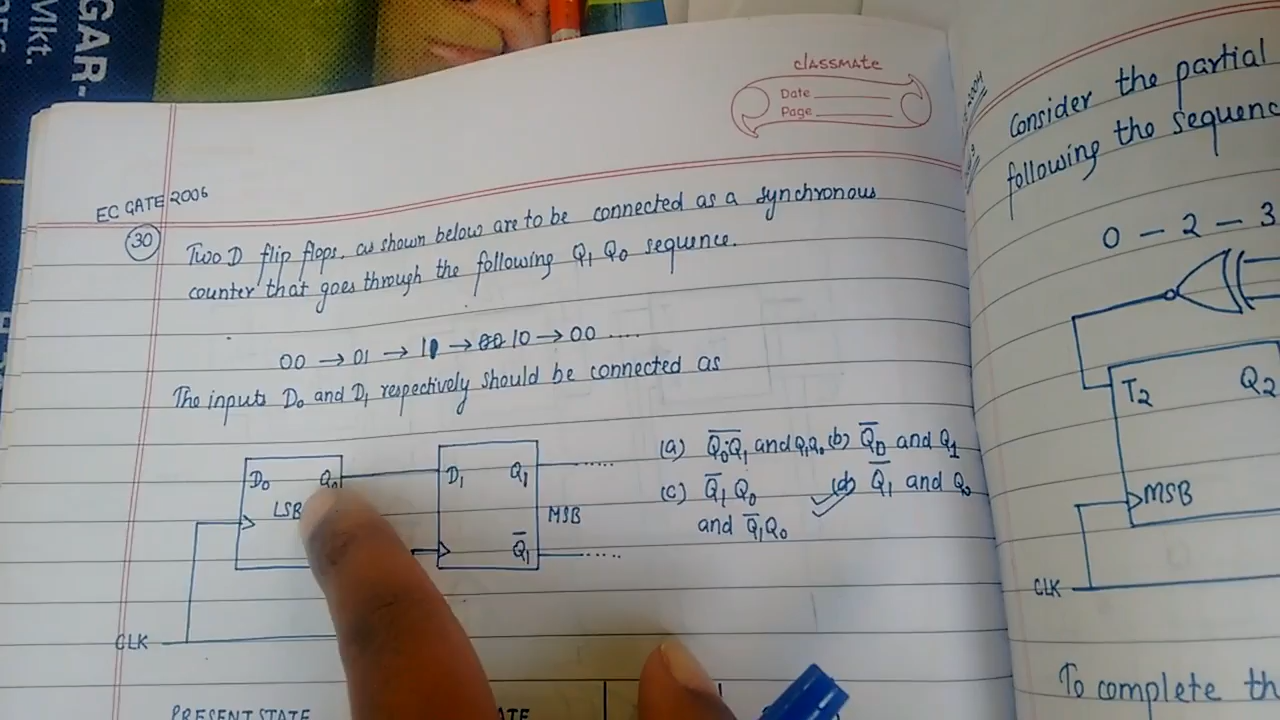 GAR-
Mkt.
classmate
Date
Page
EC GATE 2006
30 Two D flip flops, as shown below are to be connected as a synchronous
counter that goes through the following Q1 Q0 sequence.
00 → 01 → 11 → 10 → 00 .....
The inputs D0 and D1 respectively should be connected as
D0 Q0 D1 Q1
LSB
MSB
Q̅1
CLK
(a) Q̅0Q̅1 and Q1Q0 (b) Q̅0 and Q1
(c) Q̅1 Q0 (d) Q̅1 and Q0
and Q̅1Q0
PRESENT STATE
Consider the partial
following the sequenc
0 – 2 – 3
T2 Q2
MSB
CLK
To complete th